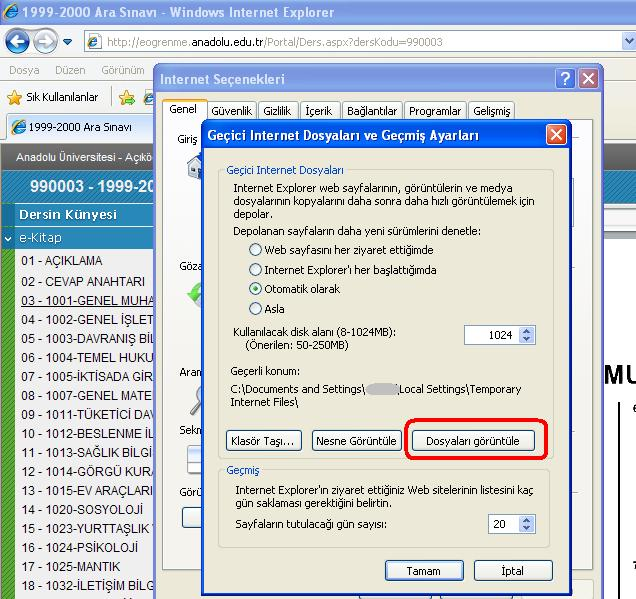 1999-2000 Ara Sınavı - Windows Internet Explorer
http://eogrenme.anadolu.edu.tr/Portal/Ders.aspx?dersKodu=990003
Dosya Düzen Görünüm
Sık Kullanılanlar
1999-2000 Ara Sınavı
Anadolu Üniversitesi - Açıkö
990003 - 1999-20
Dersin Künyesi
e-Kitap
01 - AÇIKLAMA
02 - CEVAP ANAHTARI
03 - 1001-GENEL MUHA
04 - 1002-GENEL İŞLET
05 - 1003-DAVRANIŞ BİL
06 - 1004-TEMEL HUKU
07 - 1005-İKTİSADA GİR
08 - 1007-GENEL MATE
09 - 1011-TÜKETİCİ DAV
10 - 1012-BESLENME İL
11 - 1013-SAĞLIK BİLGİ
12 - 1014-GÖRGÜ KURA
13 - 1015-EV ARAÇLARI
14 - 1020-SOSYOLOJİ
15 - 1023-YURTTAŞLIK
16 - 1024-PSİKOLOJİ
17 - 1025-MANTIK
18 - 1032-İLETİŞİM BİLG
Internet Seçenekleri
Genel Güvenlik Gizlilik İçerik Bağlantılar Programlar Gelişmiş
Giriş
Göza
Aran
Sekm
Görü
Geçici Internet Dosyaları ve Geçmiş Ayarları
Geçici Internet Dosyaları
Internet Explorer web sayfalarının, görüntülerin ve medya
dosyalarının kopyalarını daha sonra daha hızlı görüntülemek için
depolar.
Depolanan sayfaların daha yeni sürümlerini denetle:
Web sayfasını her ziyaret ettiğimde
Internet Explorer'ı her başlattığımda
Otomatik olarak
Asla
Kullanılacak disk alanı (8-1024MB): 1024
(Önerilen: 50-250MB)
Geçerli konum:
C:\Documents and Settings\ \Local Settings\Temporary
Internet Files\
Klasör Taşı... Nesne Görüntüle Dosyaları görüntüle
Geçmiş
Internet Explorer'ın ziyaret ettiğiniz Web sitelerinin listesini kaç
gün saklaması gerektiğini belirtin.
Sayfaların tutulacağı gün sayısı: 20
Tamam İptal
MU